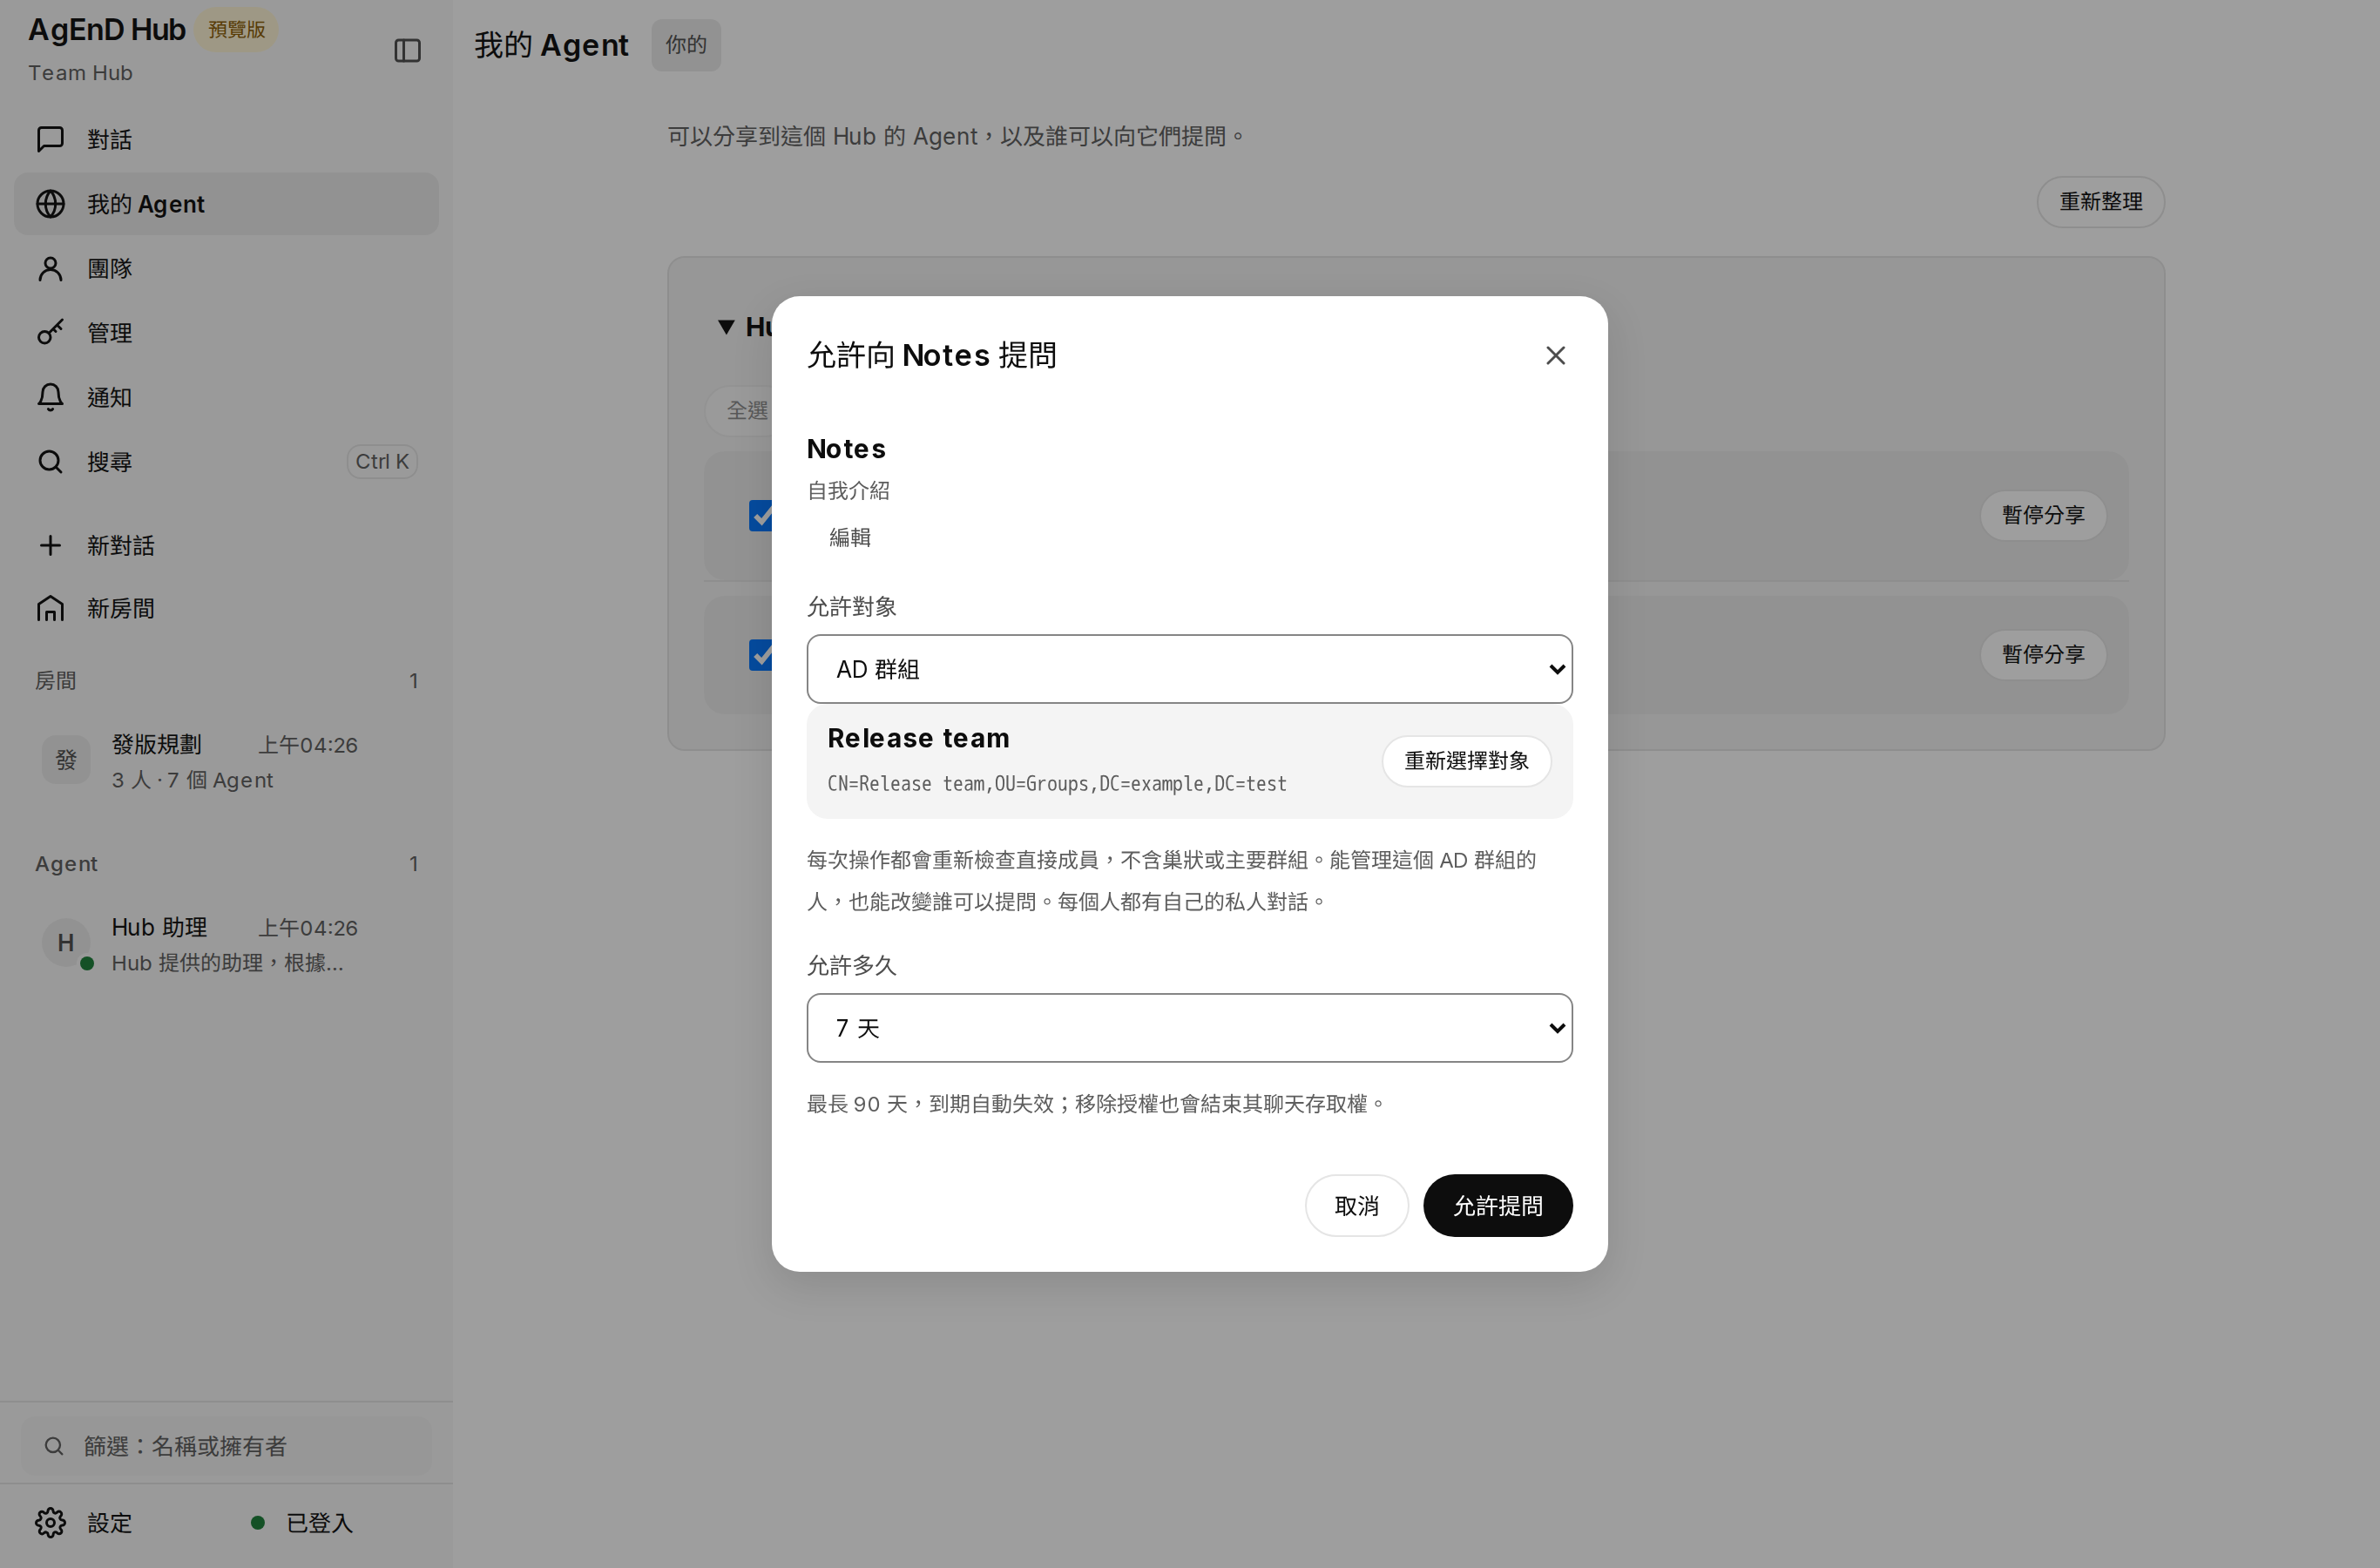 AgEnD Hub 預覽版
Team Hub
對話
我的 Agent
團隊
管理
通知
搜尋 Ctrl K
新對話
新房間
房間 1
發 發版規劃 上午04:26
3 人 · 7 個 Agent
Agent 1
H Hub 助理 上午04:26
Hub 提供的助理，根據...
篩選：名稱或擁有者
設定 已登入
我的 Agent 你的
可以分享到這個 Hub 的 Agent，以及誰可以向它們提問。
重新整理
全選
暫停分享
暫停分享
允許向 Notes 提問
Notes
自我介紹
編輯
允許對象
AD 群組
Release team
CN=Release team,OU=Groups,DC=example,DC=test
重新選擇對象
每次操作都會重新檢查直接成員，不含巢狀或主要群組。能管理這個 AD 群組的
人，也能改變誰可以提問。每個人都有自己的私人對話。
允許多久
7 天
最長 90 天，到期自動失效；移除授權也會結束其聊天存取權。
取消 允許提問